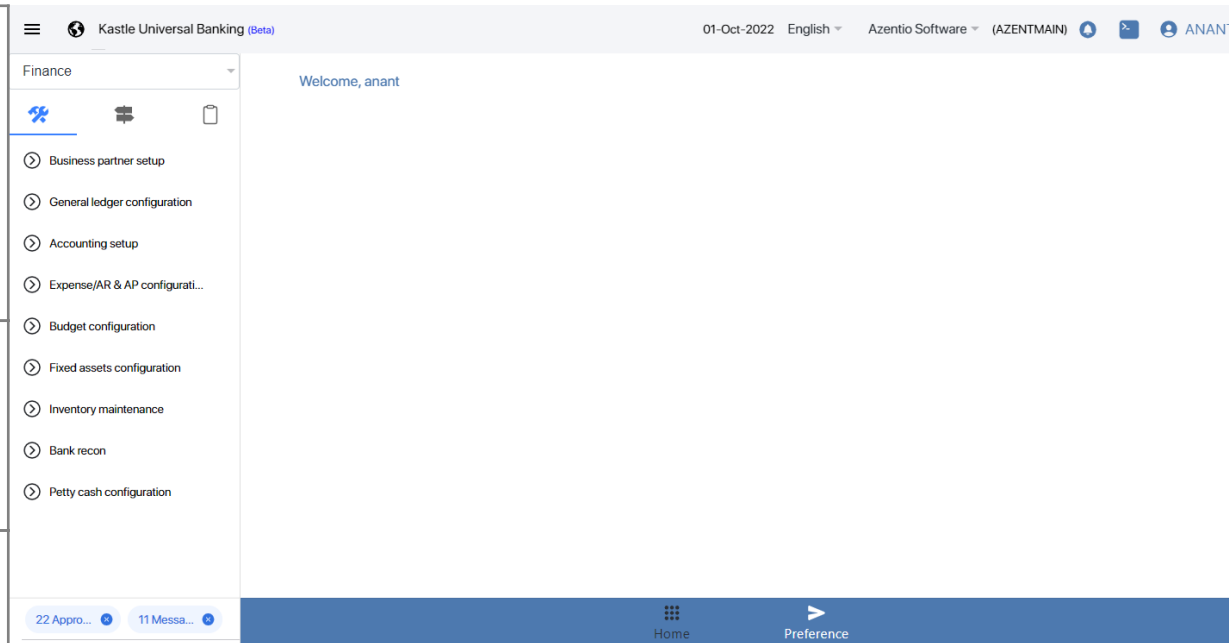 Kastle Universal Banking (Beta)
01-Oct-2022 English Azentio Software (AZENTMAIN) ANANT
Finance
Welcome, anant
Business partner setup
General ledger configuration
Accounting setup
Expense/AR & AP configurati...
Budget configuration
Fixed assets configuration
Inventory maintenance
Bank recon
Petty cash configuration
22 Appro... 11 Messa...
Home Preference